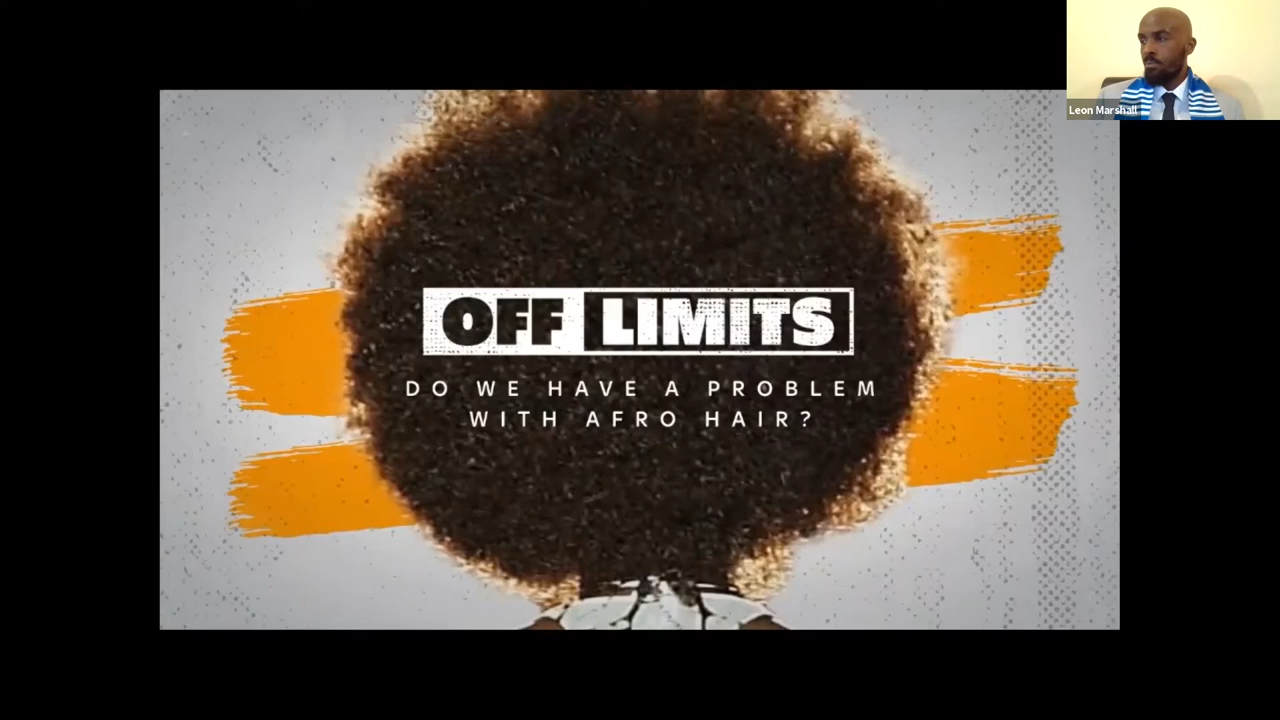 OFF LIMITS
DO WE HAVE A PROBLEM
WITH AFRO HAIR?
Leon Marshall